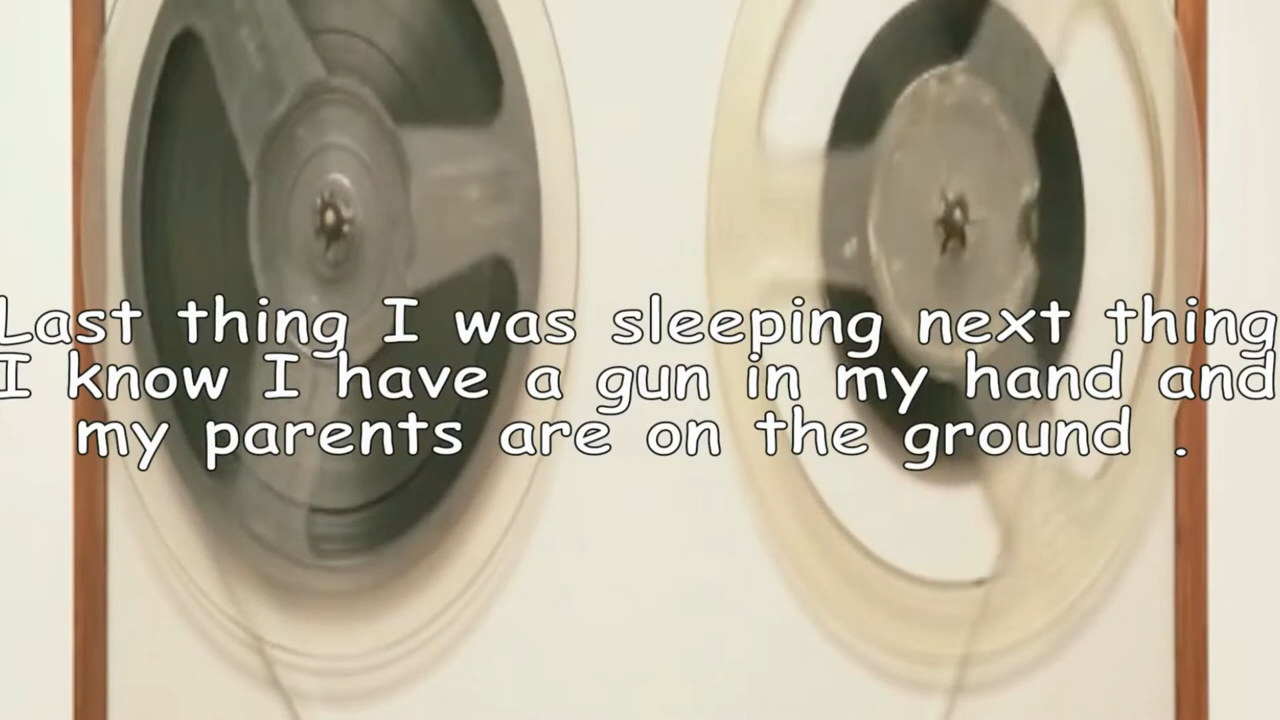 Last thing I was sleeping next thing
I know I have a gun in my hand and
my parents are on the ground .